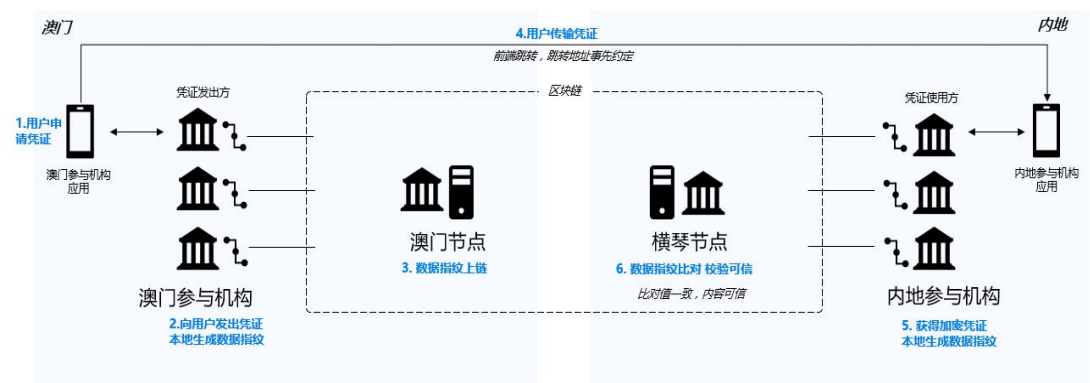 澳门
内地
4.用户传输凭证
前端跳转，跳转地址事先约定
区块链
凭证发出方
凭证使用方
1.用户申
请凭证
澳门参与机构
应用
内地参与机构
应用
澳门节点
3. 数据指纹上链
横琴节点
6. 数据指纹比对 校验可信
比对值一致，内容可信
澳门参与机构
2.向用户发出凭证
本地生成数据指纹
内地参与机构
5. 获得加密凭证
本地生成数据指纹